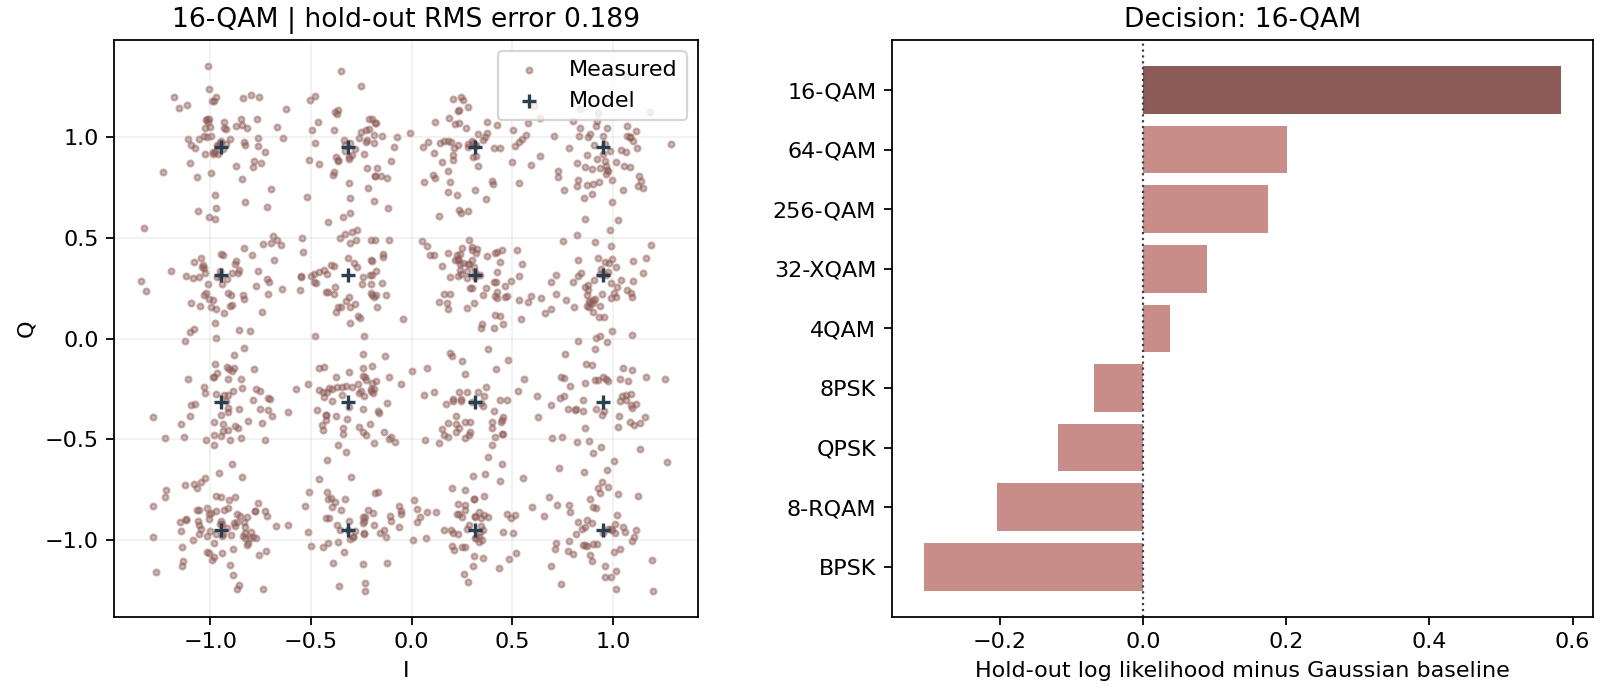 16-QAM | hold-out RMS error 0.189
Measured
Model
1.0
0.5
0.0
−0.5
−1.0
Q
−1.0
−0.5
0.0
0.5
1.0
I
Decision: 16-QAM
16-QAM
64-QAM
256-QAM
32-XQAM
4QAM
8PSK
QPSK
8-RQAM
BPSK
−0.2
0.0
0.2
0.4
0.6
Hold-out log likelihood minus Gaussian baseline